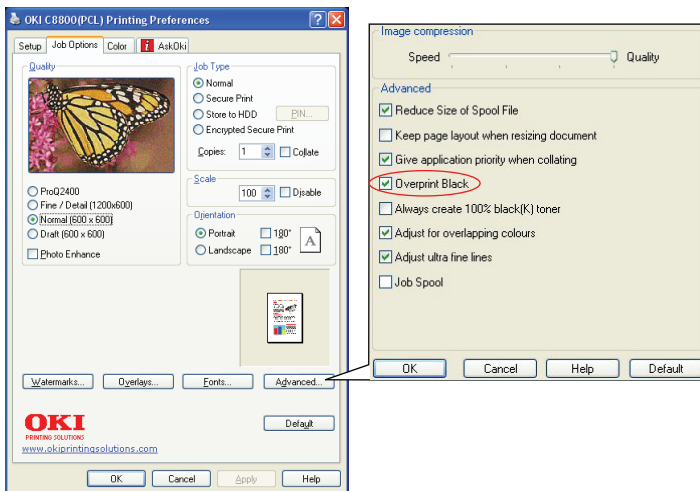 OKI C8800(PCL) Printing Preferences
Setup Job Options Color AskOki
Quality
ProQ2400
Fine / Detail (1200x600)
Normal (600 x 600)
Draft (600 x 600)
Photo Enhance
Job Type
Normal
Secure Print
Store to HDD PIN...
Encrypted Secure Print
Copies: 1 Collate
Scale
100 Disable
Orientation
Portrait 180°
Landscape 180°
A
Watermarks... Overlays... Fonts... Advanced...
OKI
PRINTING SOLUTIONS
www.okiprintingsolutions.com
Default
OK Cancel Apply Help
Image compression
Speed Quality
Advanced
Reduce Size of Spool File
Keep page layout when resizing document
Give application priority when collating
Overprint Black
Always create 100% black(K) toner
Adjust for overlapping colours
Adjust ultra fine lines
Job Spool
OK Cancel Help Default